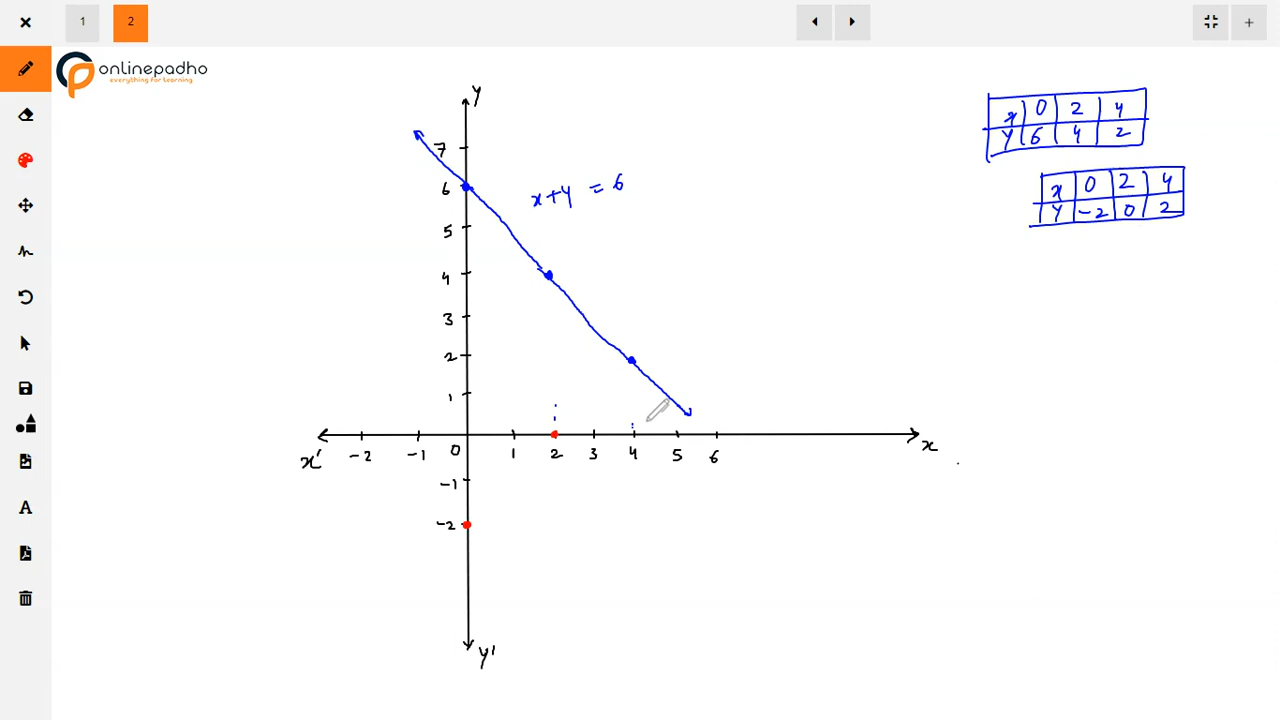 1 2
onlinepadho
everything for learning
y
7
6
5
4
3
2
1
x + y = 6
x 0 2 4
y 6 4 2
x 0 2 4
y -2 0 2
x' -2 -1 0 1 2 3 4 5 6 x
-1
-2
y'
A